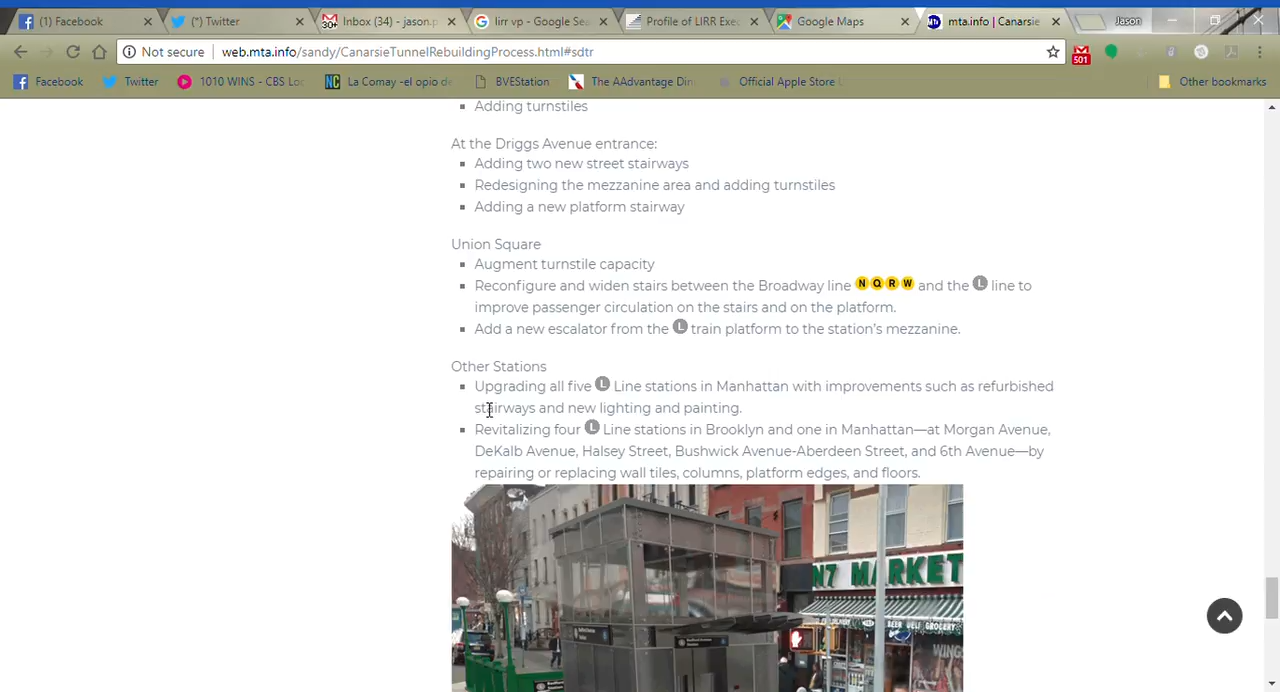 (1) Facebook
(*) Twitter
Inbox (34) - jason.p
lirr vp - Google Sea
Profile of LIRR Exec
Google Maps
mta.info | Canarsie
Jason
Not secure
web.mta.info/sandy/CanarsieTunnelRebuildingProcess.html#sdtr
501
Facebook
Twitter
1010 WINS - CBS Loc
La Comay -el opio de
BVEStation
The AAdvantage Din
Official Apple Store
Other bookmarks
Adding turnstiles
At the Driggs Avenue entrance:
Adding two new street stairways
Redesigning the mezzanine area and adding turnstiles
Adding a new platform stairway
Union Square
Augment turnstile capacity
Reconfigure and widen stairs between the Broadway line N Q R W and the L line to
improve passenger circulation on the stairs and on the platform.
Add a new escalator from the L train platform to the station's mezzanine.
Other Stations
Upgrading all five L Line stations in Manhattan with improvements such as refurbished
stairways and new lighting and painting.
Revitalizing four L Line stations in Brooklyn and one in Manhattan—at Morgan Avenue,
DeKalb Avenue, Halsey Street, Bushwick Avenue-Aberdeen Street, and 6th Avenue—by
repairing or replacing wall tiles, columns, platform edges, and floors.
N7 MARKET
BEER DELI GROCERY
WINGS